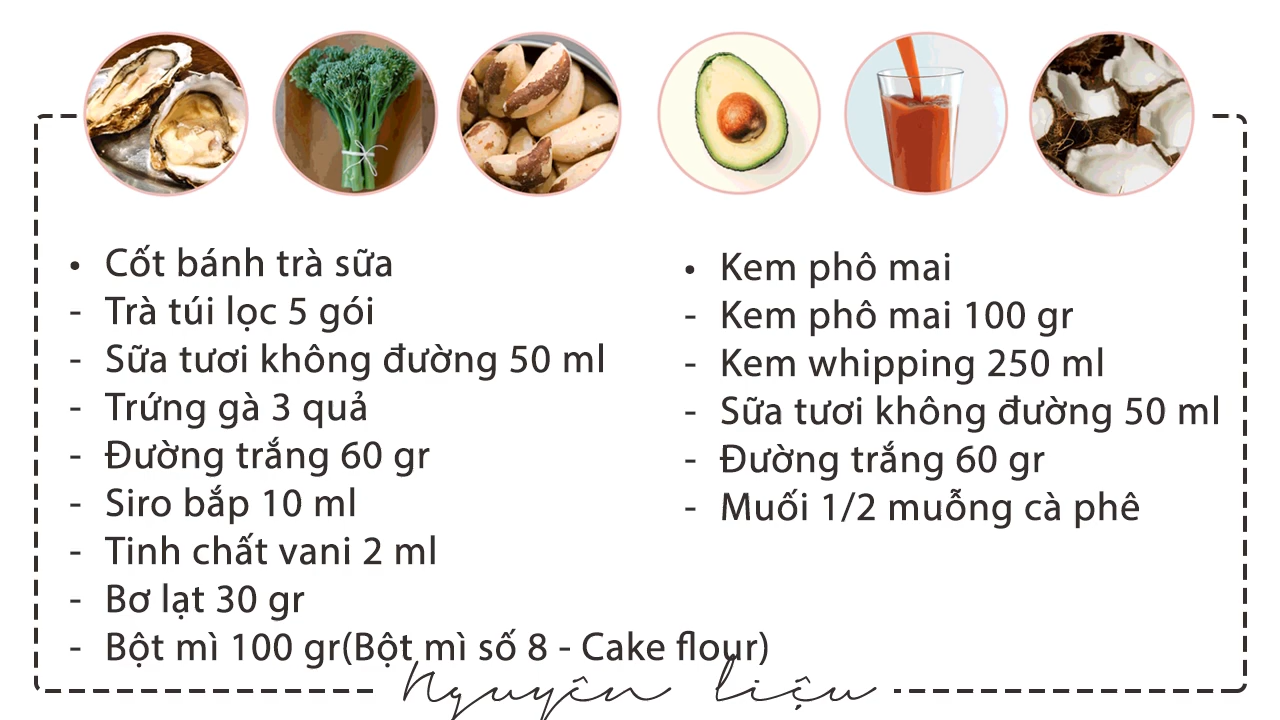 • Cốt bánh trà sữa
- Trà túi lọc 5 gói
- Sữa tươi không đường 50 ml
- Trứng gà 3 quả
- Đường trắng 60 gr
- Siro bắp 10 ml
- Tinh chất vani 2 ml
- Bơ lạt 30 gr
- Bột mì 100 gr(Bột mì số 8 - Cake flour)
• Kem phô mai
- Kem phô mai 100 gr
- Kem whipping 250 ml
- Sữa tươi không đường 50 ml
- Đường trắng 60 gr
- Muối 1/2 muỗng cà phê
Nguyên liệu